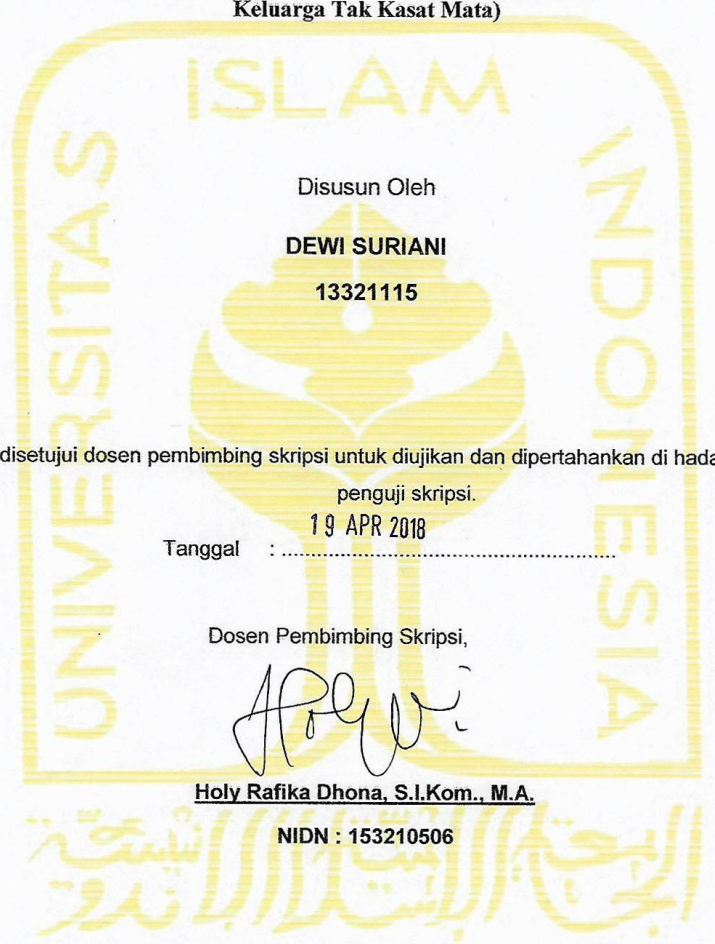 Keluarga Tak Kasat Mata)
ISLAM
UNIVERSITAS
INDONESIA
Disusun Oleh
DEWI SURIANI
13321115
disetujui dosen pembimbing skripsi untuk diujikan dan dipertahankan di hada
penguji skripsi.
19 APR 2018
Tanggal : ........................................................
Dosen Pembimbing Skripsi,
Holy Rafika Dhona, S.I.Kom., M.A.
NIDN : 153210506